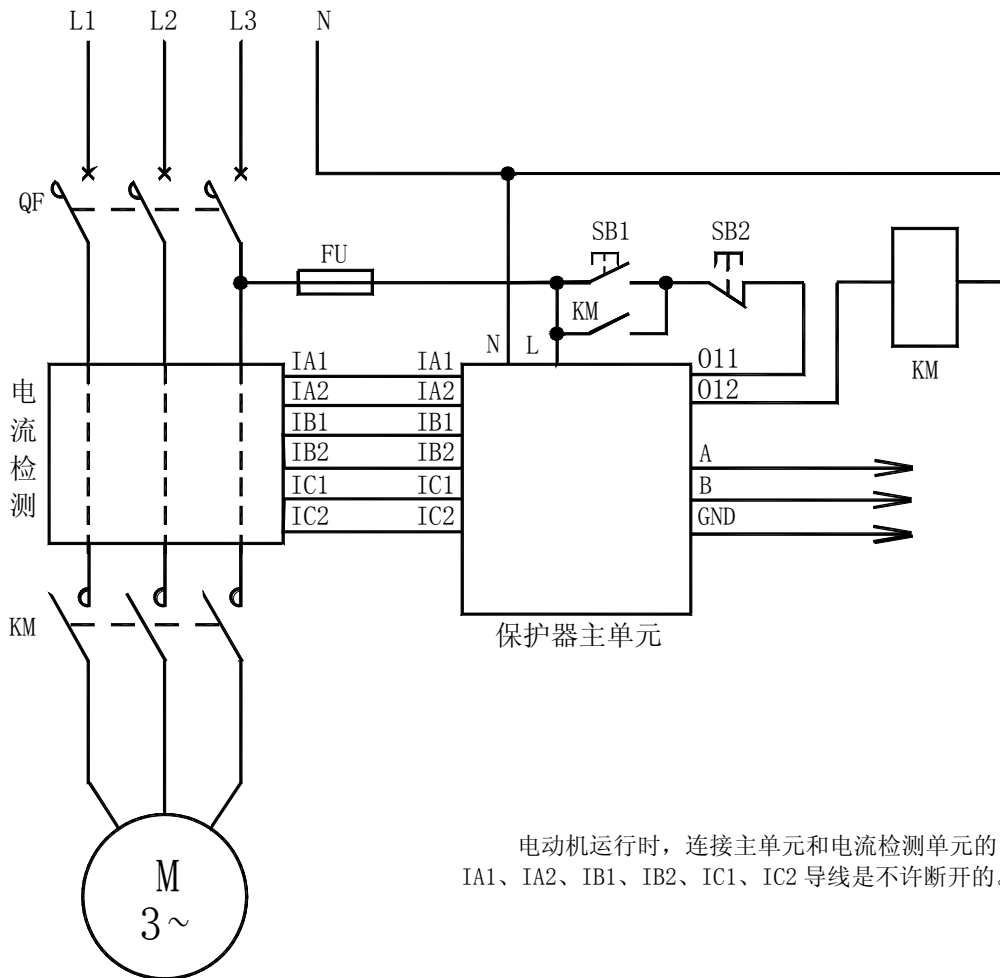 L1 L2 L3 N
QF
FU
SB1 SB2
KM
KM
N L
O11
O12
电流检测
IA1 IA1
IA2 IA2
IB1 IB1
IB2 IB2
IC1 IC1
IC2 IC2
A
B
GND
KM
保护器主单元
M
3~
电动机运行时，连接主单元和电流检测单元的
IA1、IA2、IB1、IB2、IC1、IC2 导线是不许断开的。